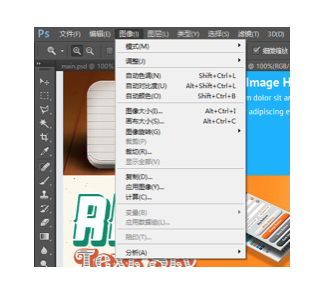 Ps 文件(F) 编辑(E) 图像(I) 图层(L) 类型(Y) 选择(S) 滤镜(T) 3D(D)
细微缩放
main.psd @ 100%
@ 100%(RGB/
模式(M)
调整(J)
自动色调(N) Shift+Ctrl+L
自动对比度(U) Alt+Shift+Ctrl+L
自动颜色(O) Shift+Ctrl+B
图像大小(I)... Alt+Ctrl+I
画布大小(S)... Alt+Ctrl+C
图像旋转(G)
裁剪(P)
裁切(R)...
显示全部(V)
复制(D)...
应用图像(Y)...
计算(C)...
变量(B)
应用数据组(L)...
陷印(T)...
分析(A)
Image H
m dolor sit ar
adipiscing e